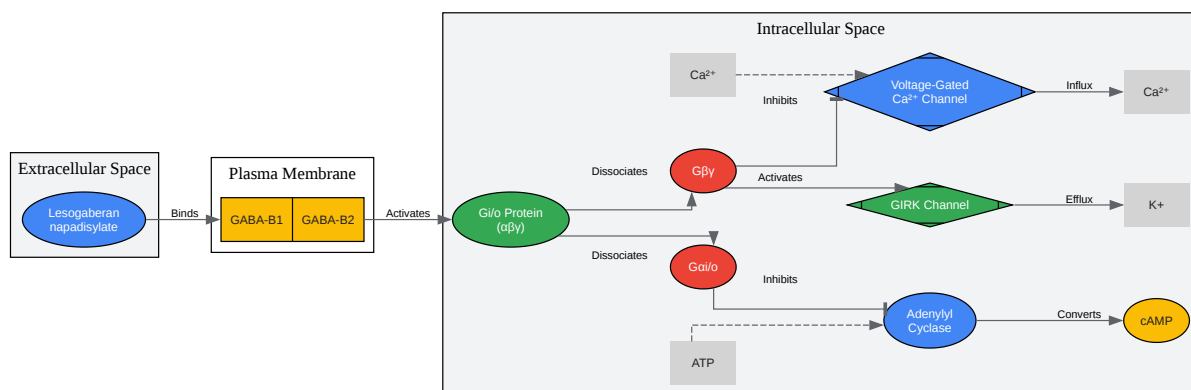 Intracellular Space
Ca²⁺
Inhibits
Voltage-Gated
Ca²⁺ Channel
Influx
Ca²⁺
Extracellular Space
Lesogaberan
napadisylate
Binds
Plasma Membrane
GABA-B1
GABA-B2
Activates
Gi/o Protein
(αβγ)
Dissociates
Gβγ
Activates
GIRK Channel
Efflux
K+
Dissociates
Gαi/o
Inhibits
Adenylyl
Cyclase
Converts
cAMP
ATP